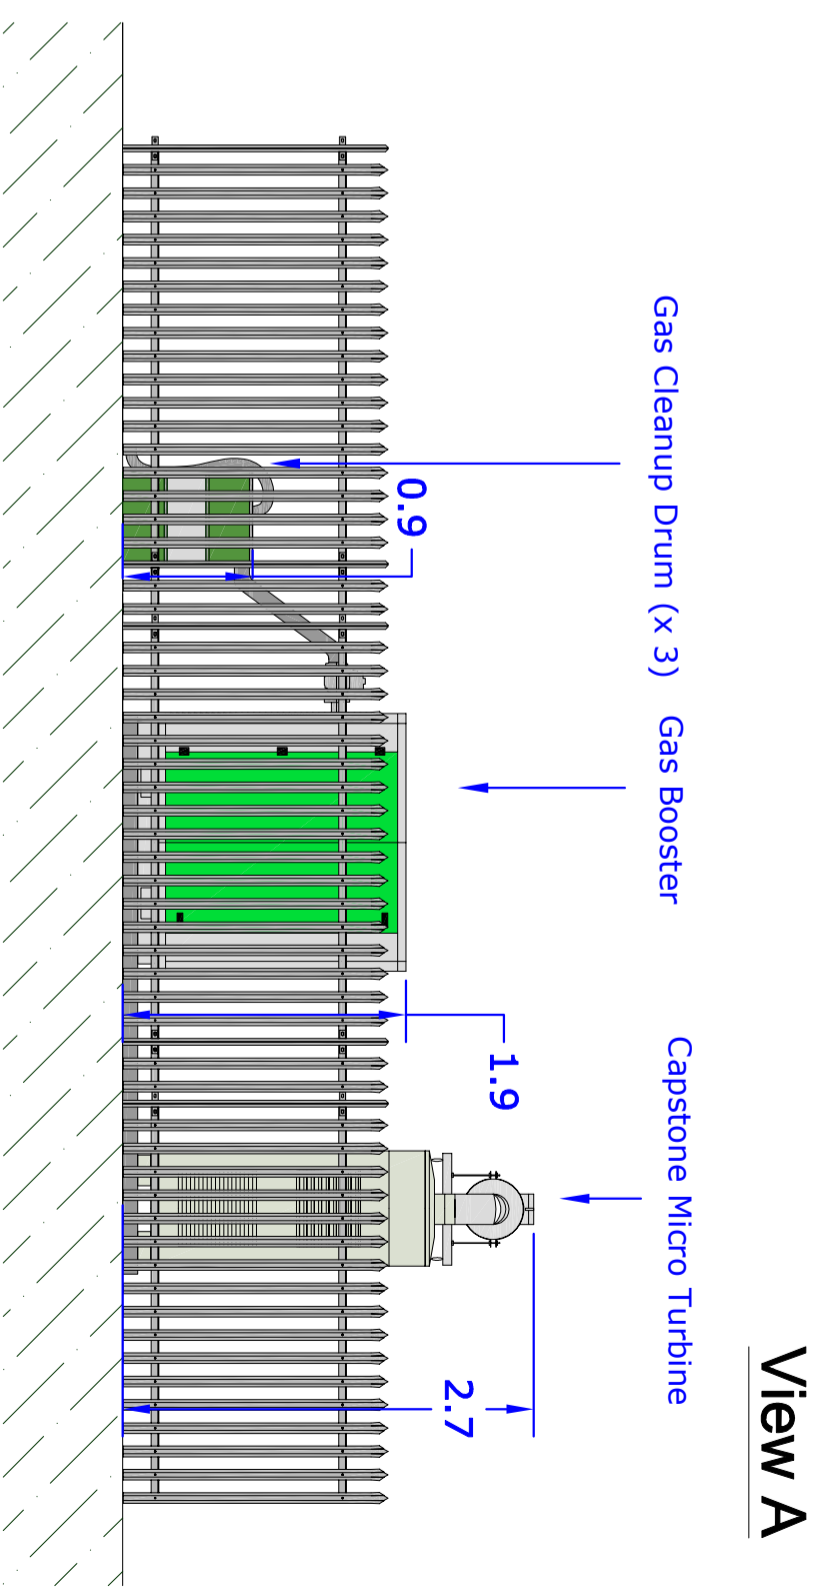 View A
Gas Cleanup Drum (x 3)
Gas Booster
Capstone Micro Turbine
0.9
1.9
2.7